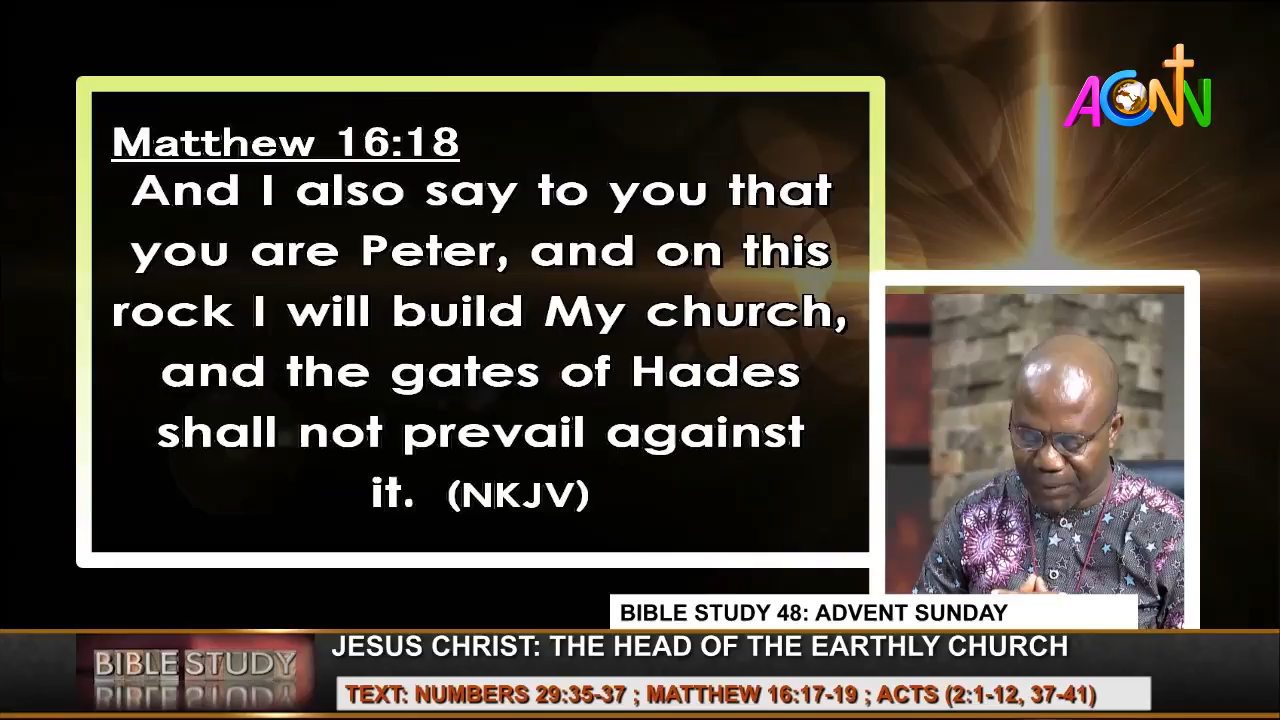 ACNN
Matthew 16:18
And I also say to you that
you are Peter, and on this
rock I will build My church,
and the gates of Hades
shall not prevail against
it. (NKJV)
BIBLE STUDY 48: ADVENT SUNDAY
JESUS CHRIST: THE HEAD OF THE EARTHLY CHURCH
BIBLE STUDY
TEXT: NUMBERS 29:35-37 ; MATTHEW 16:17-19 ; ACTS (2:1-12, 37-41)